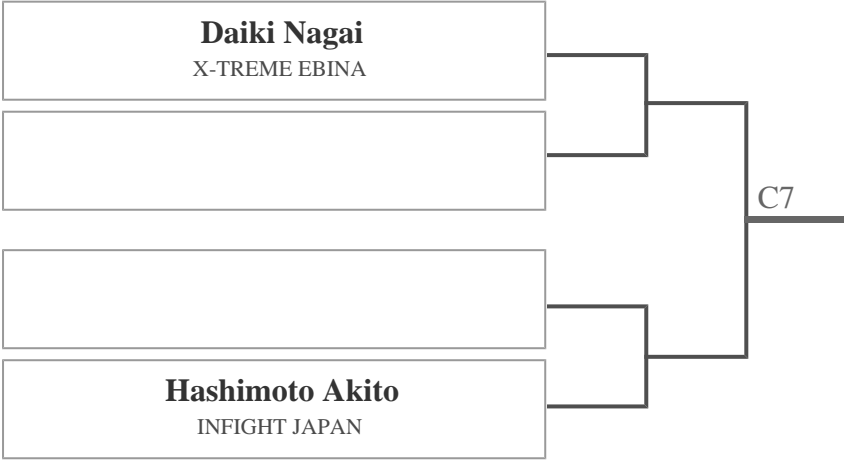 Daiki Nagai
X-TREME EBINA
C7
Hashimoto Akito
INFIGHT JAPAN